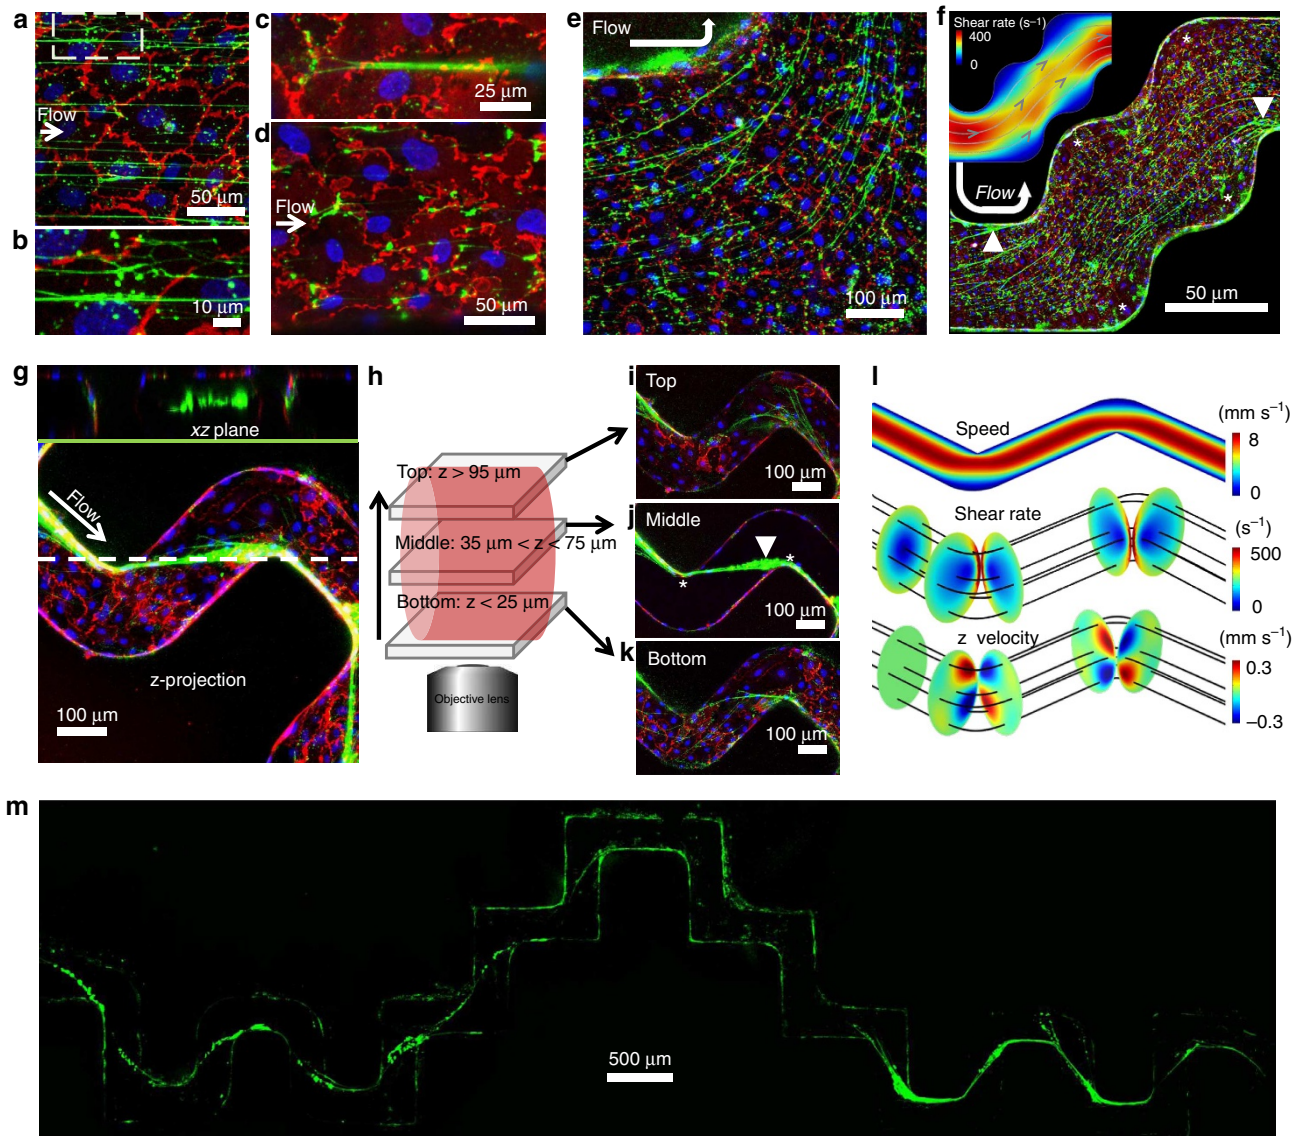 a
Flow
50 μm
b
10 μm
c
25 μm
d
Flow
50 μm
e
Flow
100 μm
f
Shear rate (s⁻¹)
400
0
Flow
50 μm
g
xz plane
Flow
z-projection
100 μm
h
Top: z > 95 μm
Middle: 35 μm < z < 75 μm
Bottom: z < 25 μm
Objective lens
i
Top
100 μm
j
Middle
*
*
100 μm
k
Bottom
100 μm
l
Speed
(mm s⁻¹)
8
0
Shear rate
(s⁻¹)
500
0
z velocity
(mm s⁻¹)
0.3
−0.3
m
500 μm